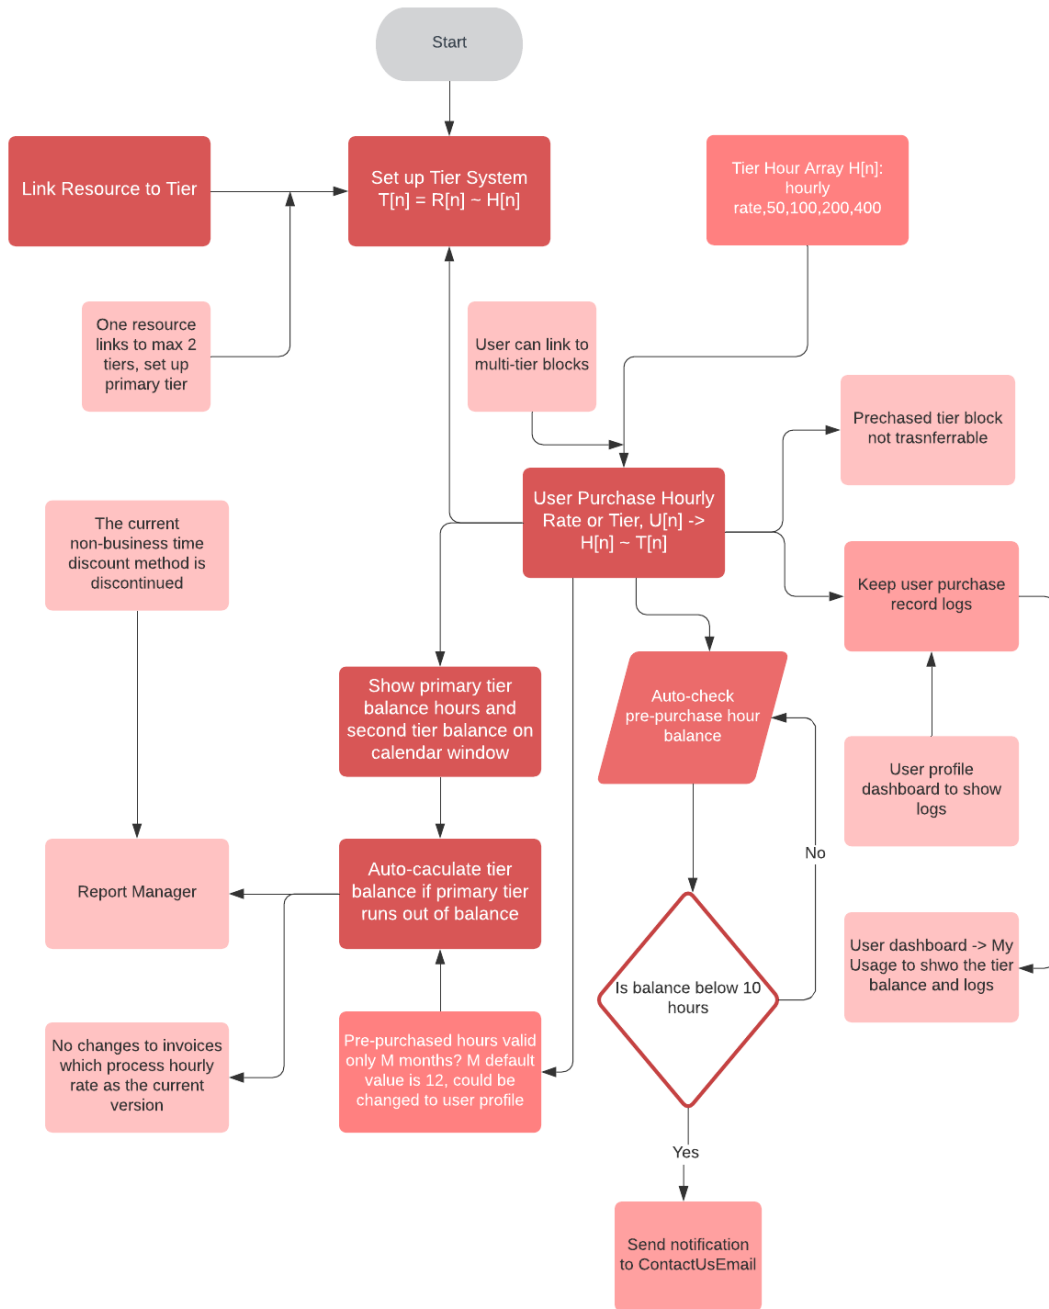 Start
Link Resource to Tier
Set up Tier System
T[n] = R[n] ~ H[n]
Tier Hour Array H[n]:
hourly
rate,50,100,200,400
One resource
links to max 2
tiers, set up
primary tier
User can link to
multi-tier blocks
Prechased tier block
not trasnferrable
User Purchase Hourly
Rate or Tier, U[n] ->
H[n] ~ T[n]
The current
non-business time
discount method is
discontinued
Keep user purchase
record logs
Show primary tier
balance hours and
second tier balance on
calendar window
Auto-check
pre-purchase hour
balance
User profile
dashboard to show
logs
No
Report Manager
Auto-caculate tier
balance if primary tier
runs out of balance
User dashboard -> My
Usage to shwo the tier
balance and logs
Is balance below 10
hours
No changes to invoices
which process hourly
rate as the current
version
Pre-purchased hours valid
only M months? M default
value is 12, could be
changed to user profile
Yes
Send notification
to ContactUsEmail